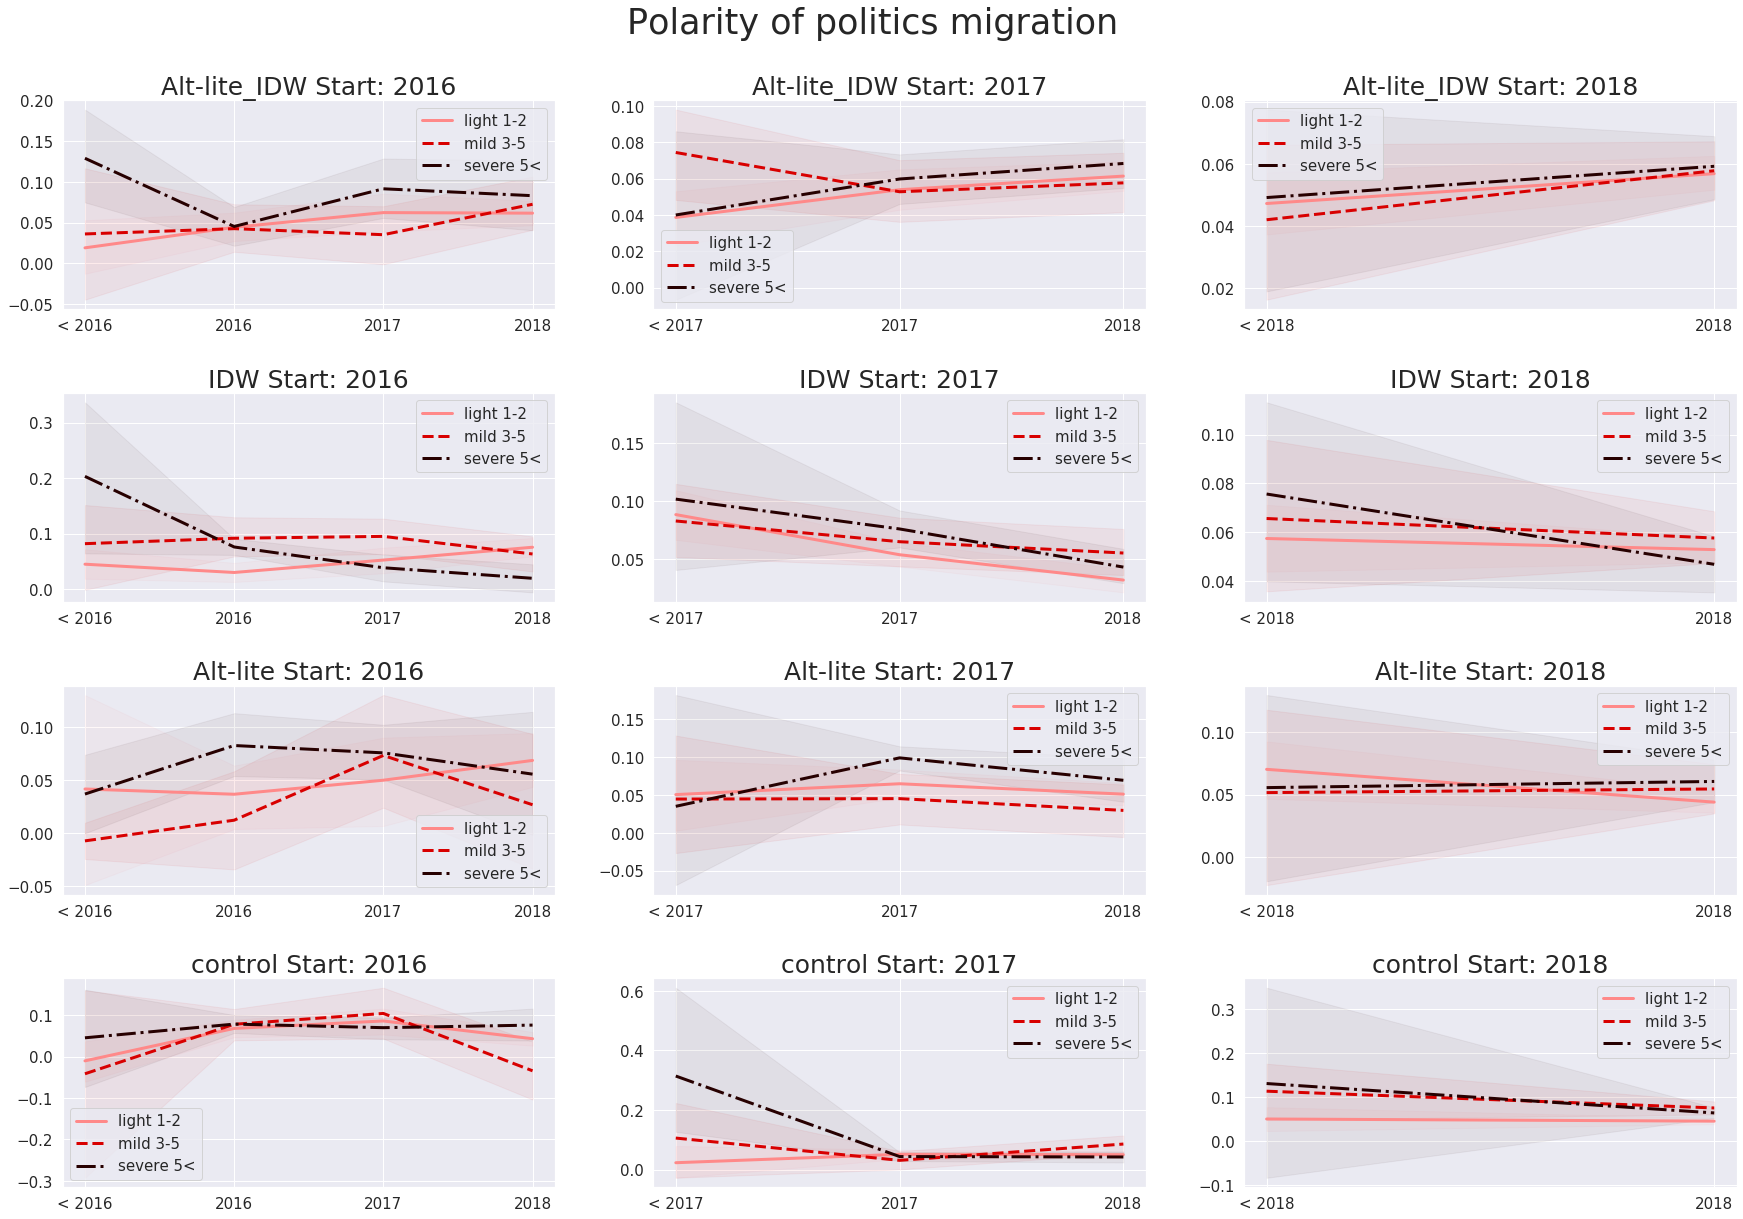 Polarity of politics migration
Alt-lite_IDW Start: 2016
0.20
0.15
0.10
0.05
0.00
−0.05
light 1-2
mild 3-5
severe 5<
< 2016
2016
2017
2018
Alt-lite_IDW Start: 2017
0.10
0.08
0.06
0.04
0.02
0.00
light 1-2
mild 3-5
severe 5<
< 2017
2017
2018
Alt-lite_IDW Start: 2018
0.08
0.06
0.04
0.02
light 1-2
mild 3-5
severe 5<
< 2018
2018
IDW Start: 2016
0.3
0.2
0.1
0.0
light 1-2
mild 3-5
severe 5<
< 2016
2016
2017
2018
IDW Start: 2017
0.15
0.10
0.05
light 1-2
mild 3-5
severe 5<
< 2017
2017
2018
IDW Start: 2018
0.10
0.08
0.06
0.04
light 1-2
mild 3-5
severe 5<
< 2018
2018
Alt-lite Start: 2016
0.10
0.05
0.00
−0.05
light 1-2
mild 3-5
severe 5<
< 2016
2016
2017
2018
Alt-lite Start: 2017
0.15
0.10
0.05
0.00
−0.05
light 1-2
mild 3-5
severe 5<
< 2017
2017
2018
Alt-lite Start: 2018
0.10
0.05
0.00
light 1-2
mild 3-5
severe 5<
< 2018
2018
control Start: 2016
0.1
0.0
−0.1
−0.2
−0.3
light 1-2
mild 3-5
severe 5<
< 2016
2016
2017
2018
control Start: 2017
0.6
0.4
0.2
0.0
light 1-2
mild 3-5
severe 5<
< 2017
2017
2018
control Start: 2018
0.3
0.2
0.1
0.0
−0.1
light 1-2
mild 3-5
severe 5<
< 2018
2018